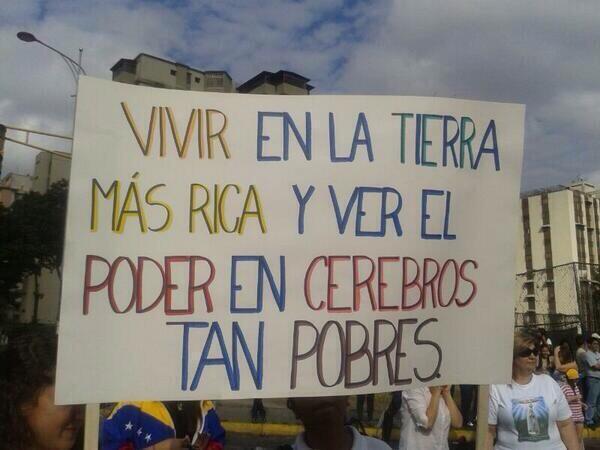 VIVIR EN LA TIERRA
MÁS RICA Y VER EL
PODER EN CEREBROS
TAN POBRES.